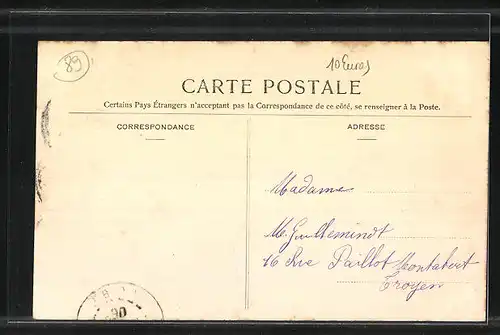 89
10 Euros
CARTE POSTALE
Certains Pays Étrangers n'acceptant pas la Correspondance de ce côté, se renseigner à la Poste.
CORRESPONDANCE
ADRESSE
Madame
16 Rue Paillot Montabert
Troyes